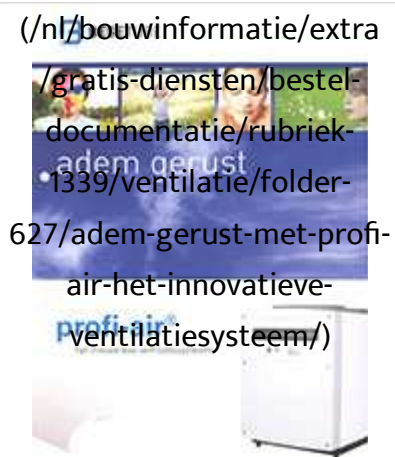 (/nl/bouwinformatie/extra
/gratis-diensten/bestel-
documentatie/rubriek-
adem gerust
1339/ventilatie/folder-
627/adem-gerust-met-profi-
air-het-innovatieve-
profi-air®
ventilatiesysteem/)